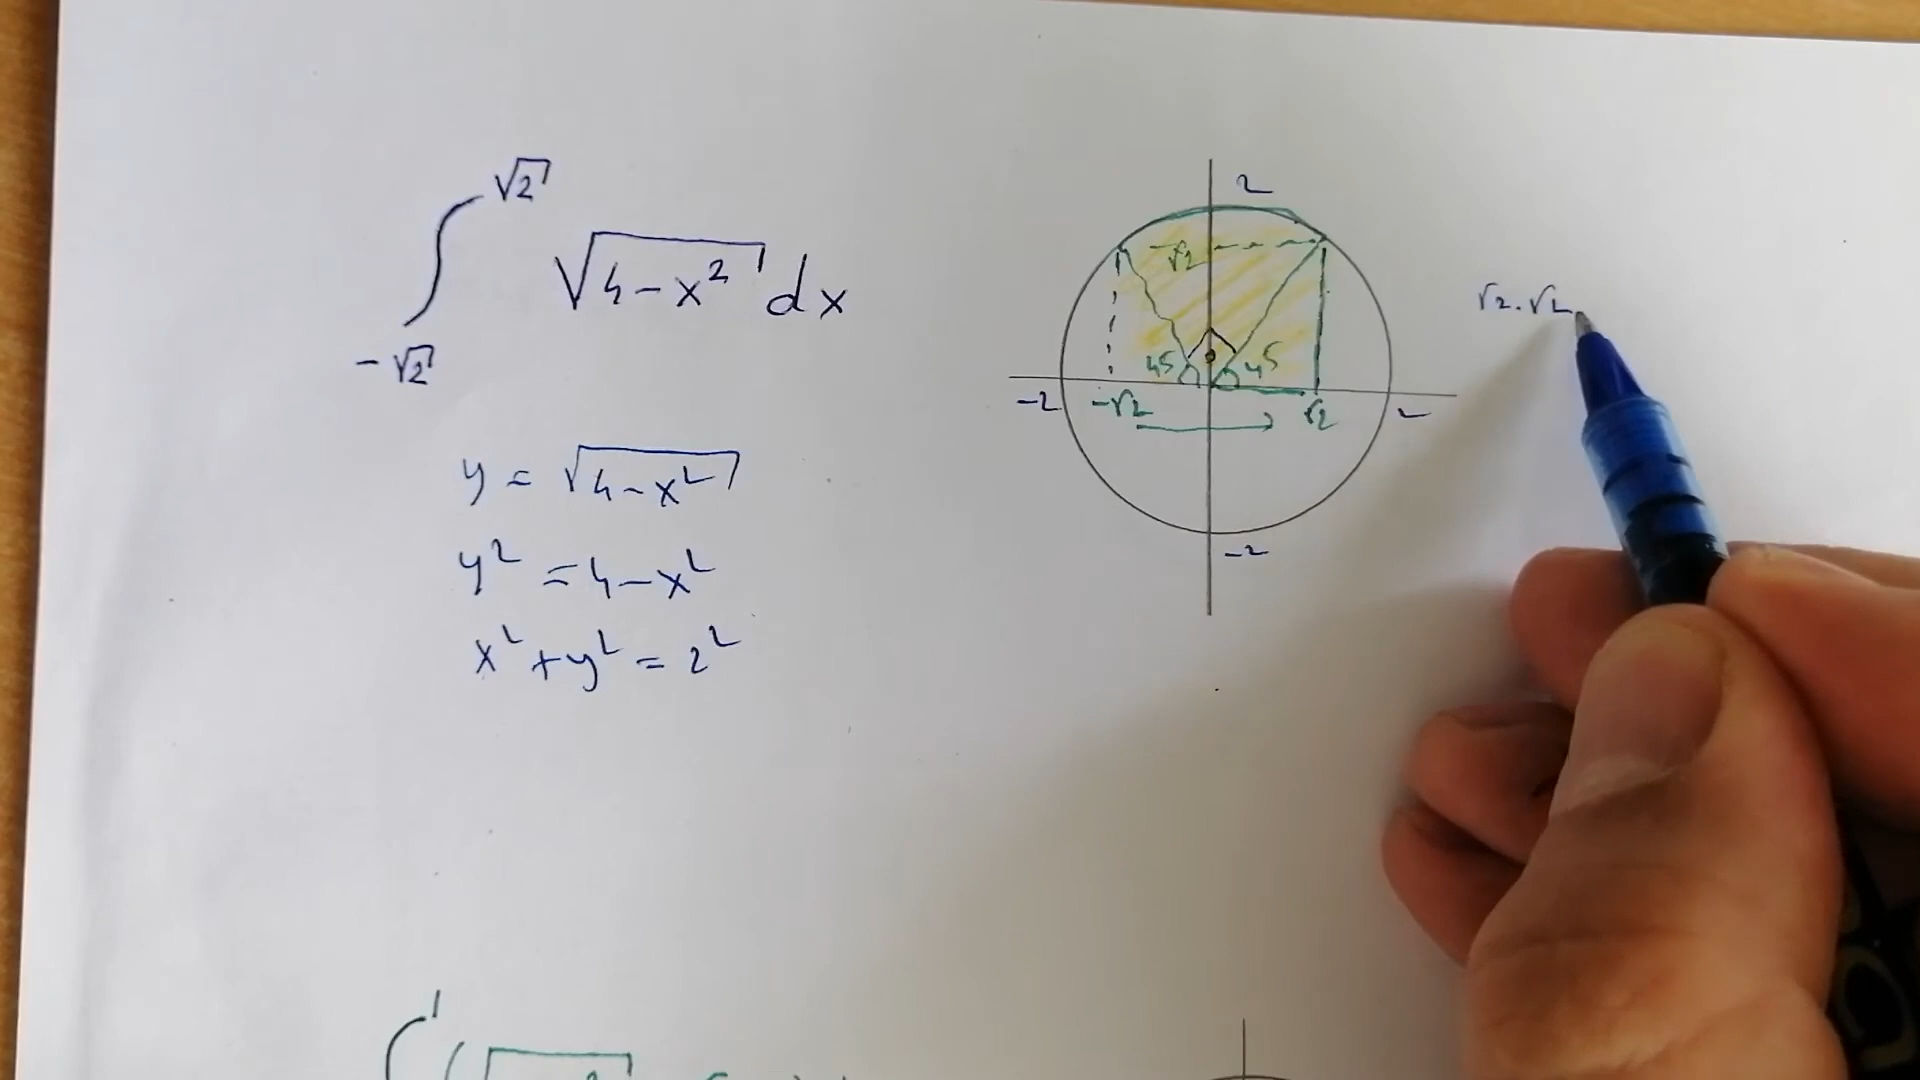 ∫_{-√2}^{√2} √(4-x²) dx
y = √(4-x²)
y² = 4-x²
x²+y² = 2²
2
√2
45 45
-2 -√2 √2 2
-2
√2.√2